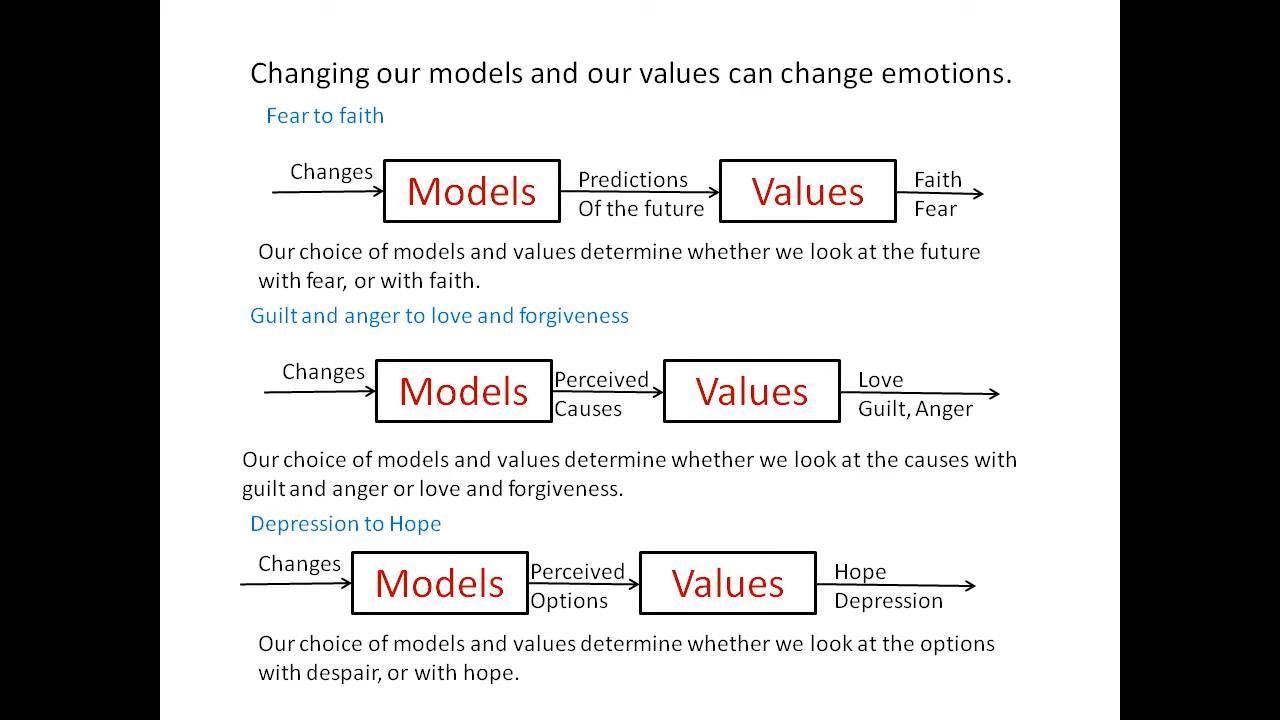 Changing our models and our values can change emotions.
Fear to faith
Changes
Models
Predictions
Of the future
Values
Faith
Fear
Our choice of models and values determine whether we look at the future
with fear, or with faith.
Guilt and anger to love and forgiveness
Changes
Models
Perceived
Causes
Values
Love
Guilt, Anger
Our choice of models and values determine whether we look at the causes with
guilt and anger or love and forgiveness.
Depression to Hope
Changes
Models
Perceived
Options
Values
Hope
Depression
Our choice of models and values determine whether we look at the options
with despair, or with hope.